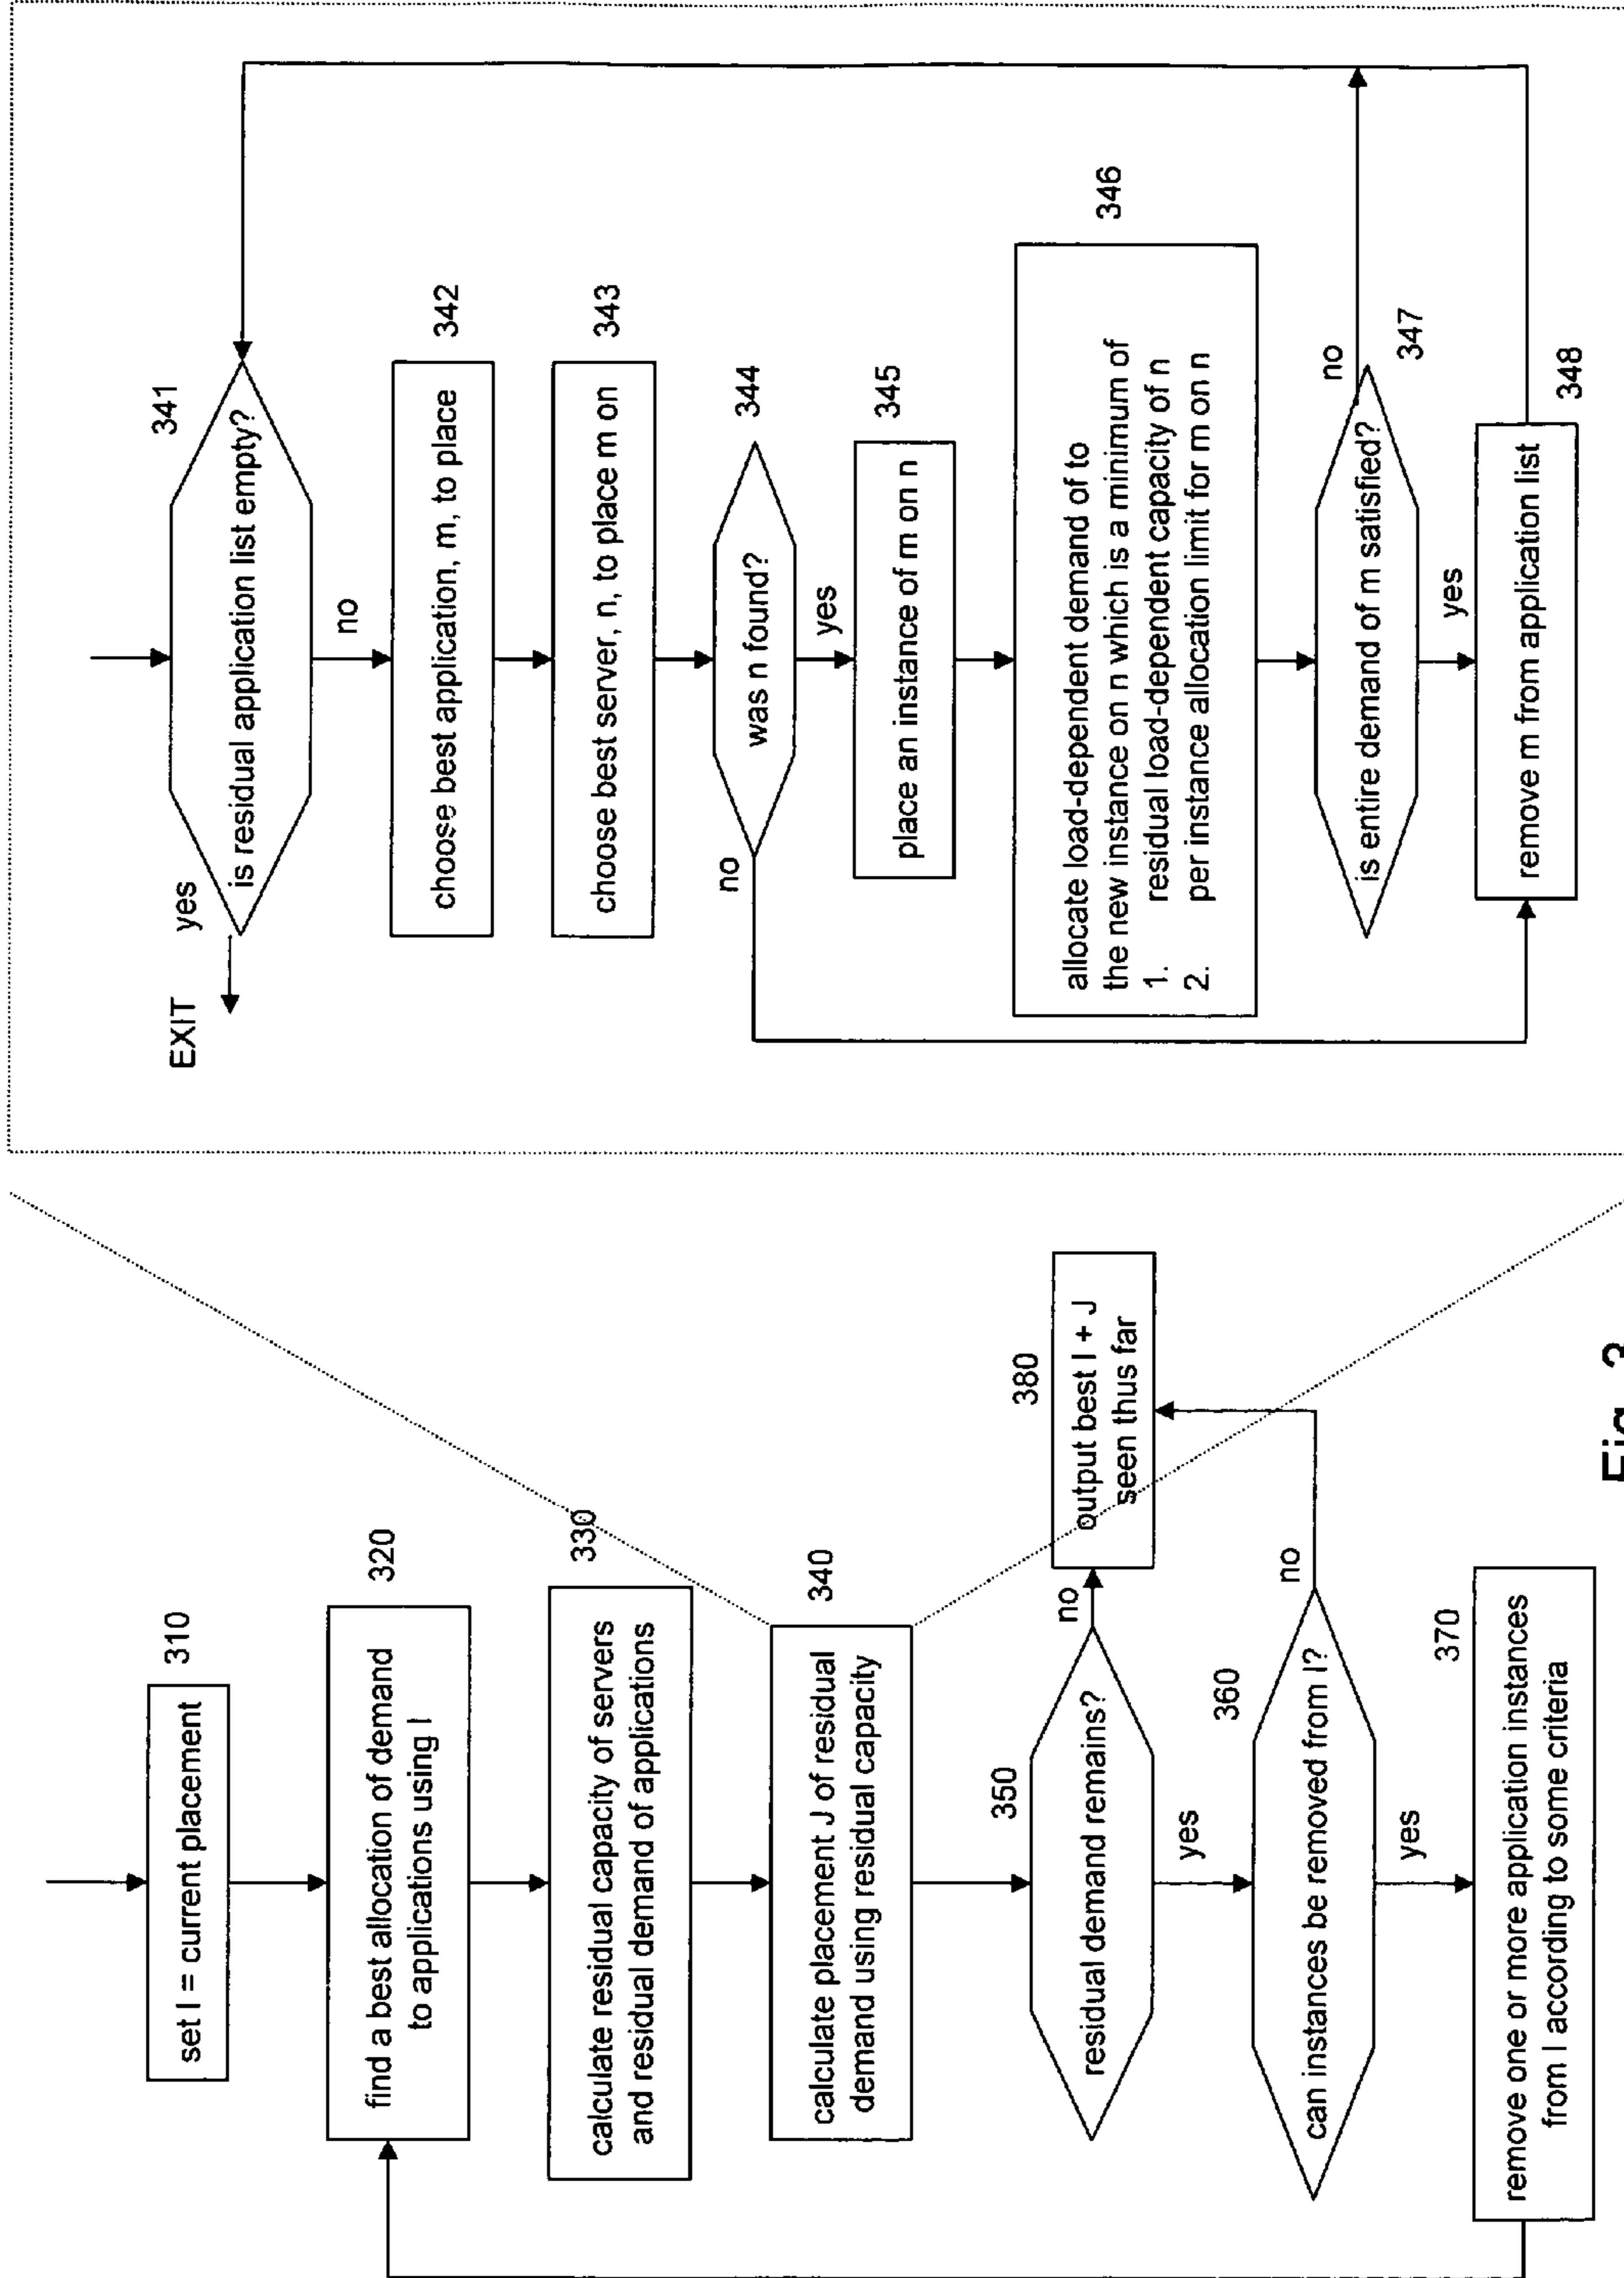 310
set I = current placement
320
find a best allocation of demand
to applications using I
330
calculate residual capacity of servers
and residual demand of applications
340
calculate placement J of residual
demand using residual capacity
350
residual demand remains?
no
380
output best I + J
seen thus far
yes
360
can instances be removed from I?
no
yes
370
remove one or more application instances
from I according to some criteria
Fig. 3
341
is residual application list empty?
yes
EXIT
no
342
choose best application, m, to place
343
choose best server, n, to place m on
344
was n found?
no
yes
345
place an instance of m on n
346
allocate load-dependent demand of to
the new instance on n which is a minimum of
1. residual load-dependent capacity of n
2. per instance allocation limit for m on n
347
is entire demand of m satisfied?
no
yes
348
remove m from application list